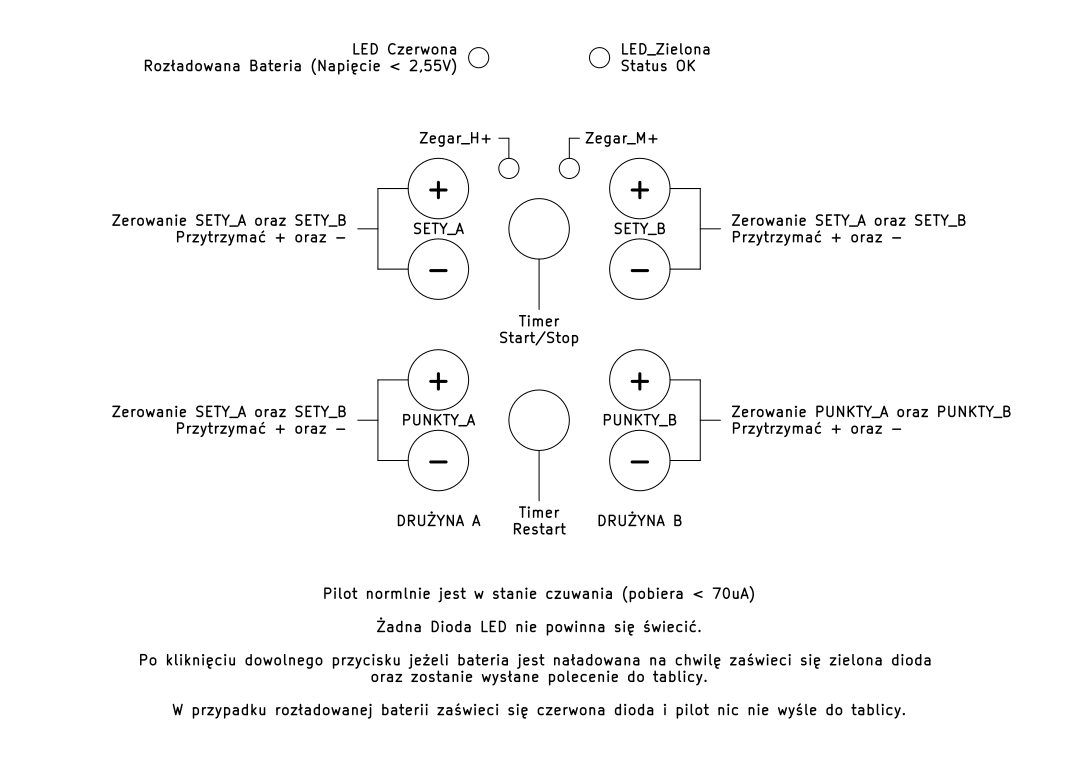 LED Czerwona
Rozładowana Bateria (Napięcie < 2,55V)
LED_Zielona
Status OK
Zegar_H+
Zegar_M+
+
+
Zerowanie SETY_A oraz SETY_B
Przytrzymać + oraz –
SETY_A
SETY_B
Zerowanie SETY_A oraz SETY_B
Przytrzymać + oraz –
–
–
Timer
Start/Stop
+
+
Zerowanie SETY_A oraz SETY_B
Przytrzymać + oraz –
PUNKTY_A
PUNKTY_B
Zerowanie PUNKTY_A oraz PUNKTY_B
Przytrzymać + oraz –
–
–
DRUŻYNA A
Timer
Restart
DRUŻYNA B
Pilot normlnie jest w stanie czuwania (pobiera < 70uA)
Żadna Dioda LED nie powinna się świecić.
Po kliknięciu dowolnego przycisku jeżeli bateria jest naładowana na chwilę zaświeci się zielona dioda
oraz zostanie wysłane polecenie do tablicy.
W przypadku rozładowanej baterii zaświeci się czerwona dioda i pilot nic nie wyśle do tablicy.